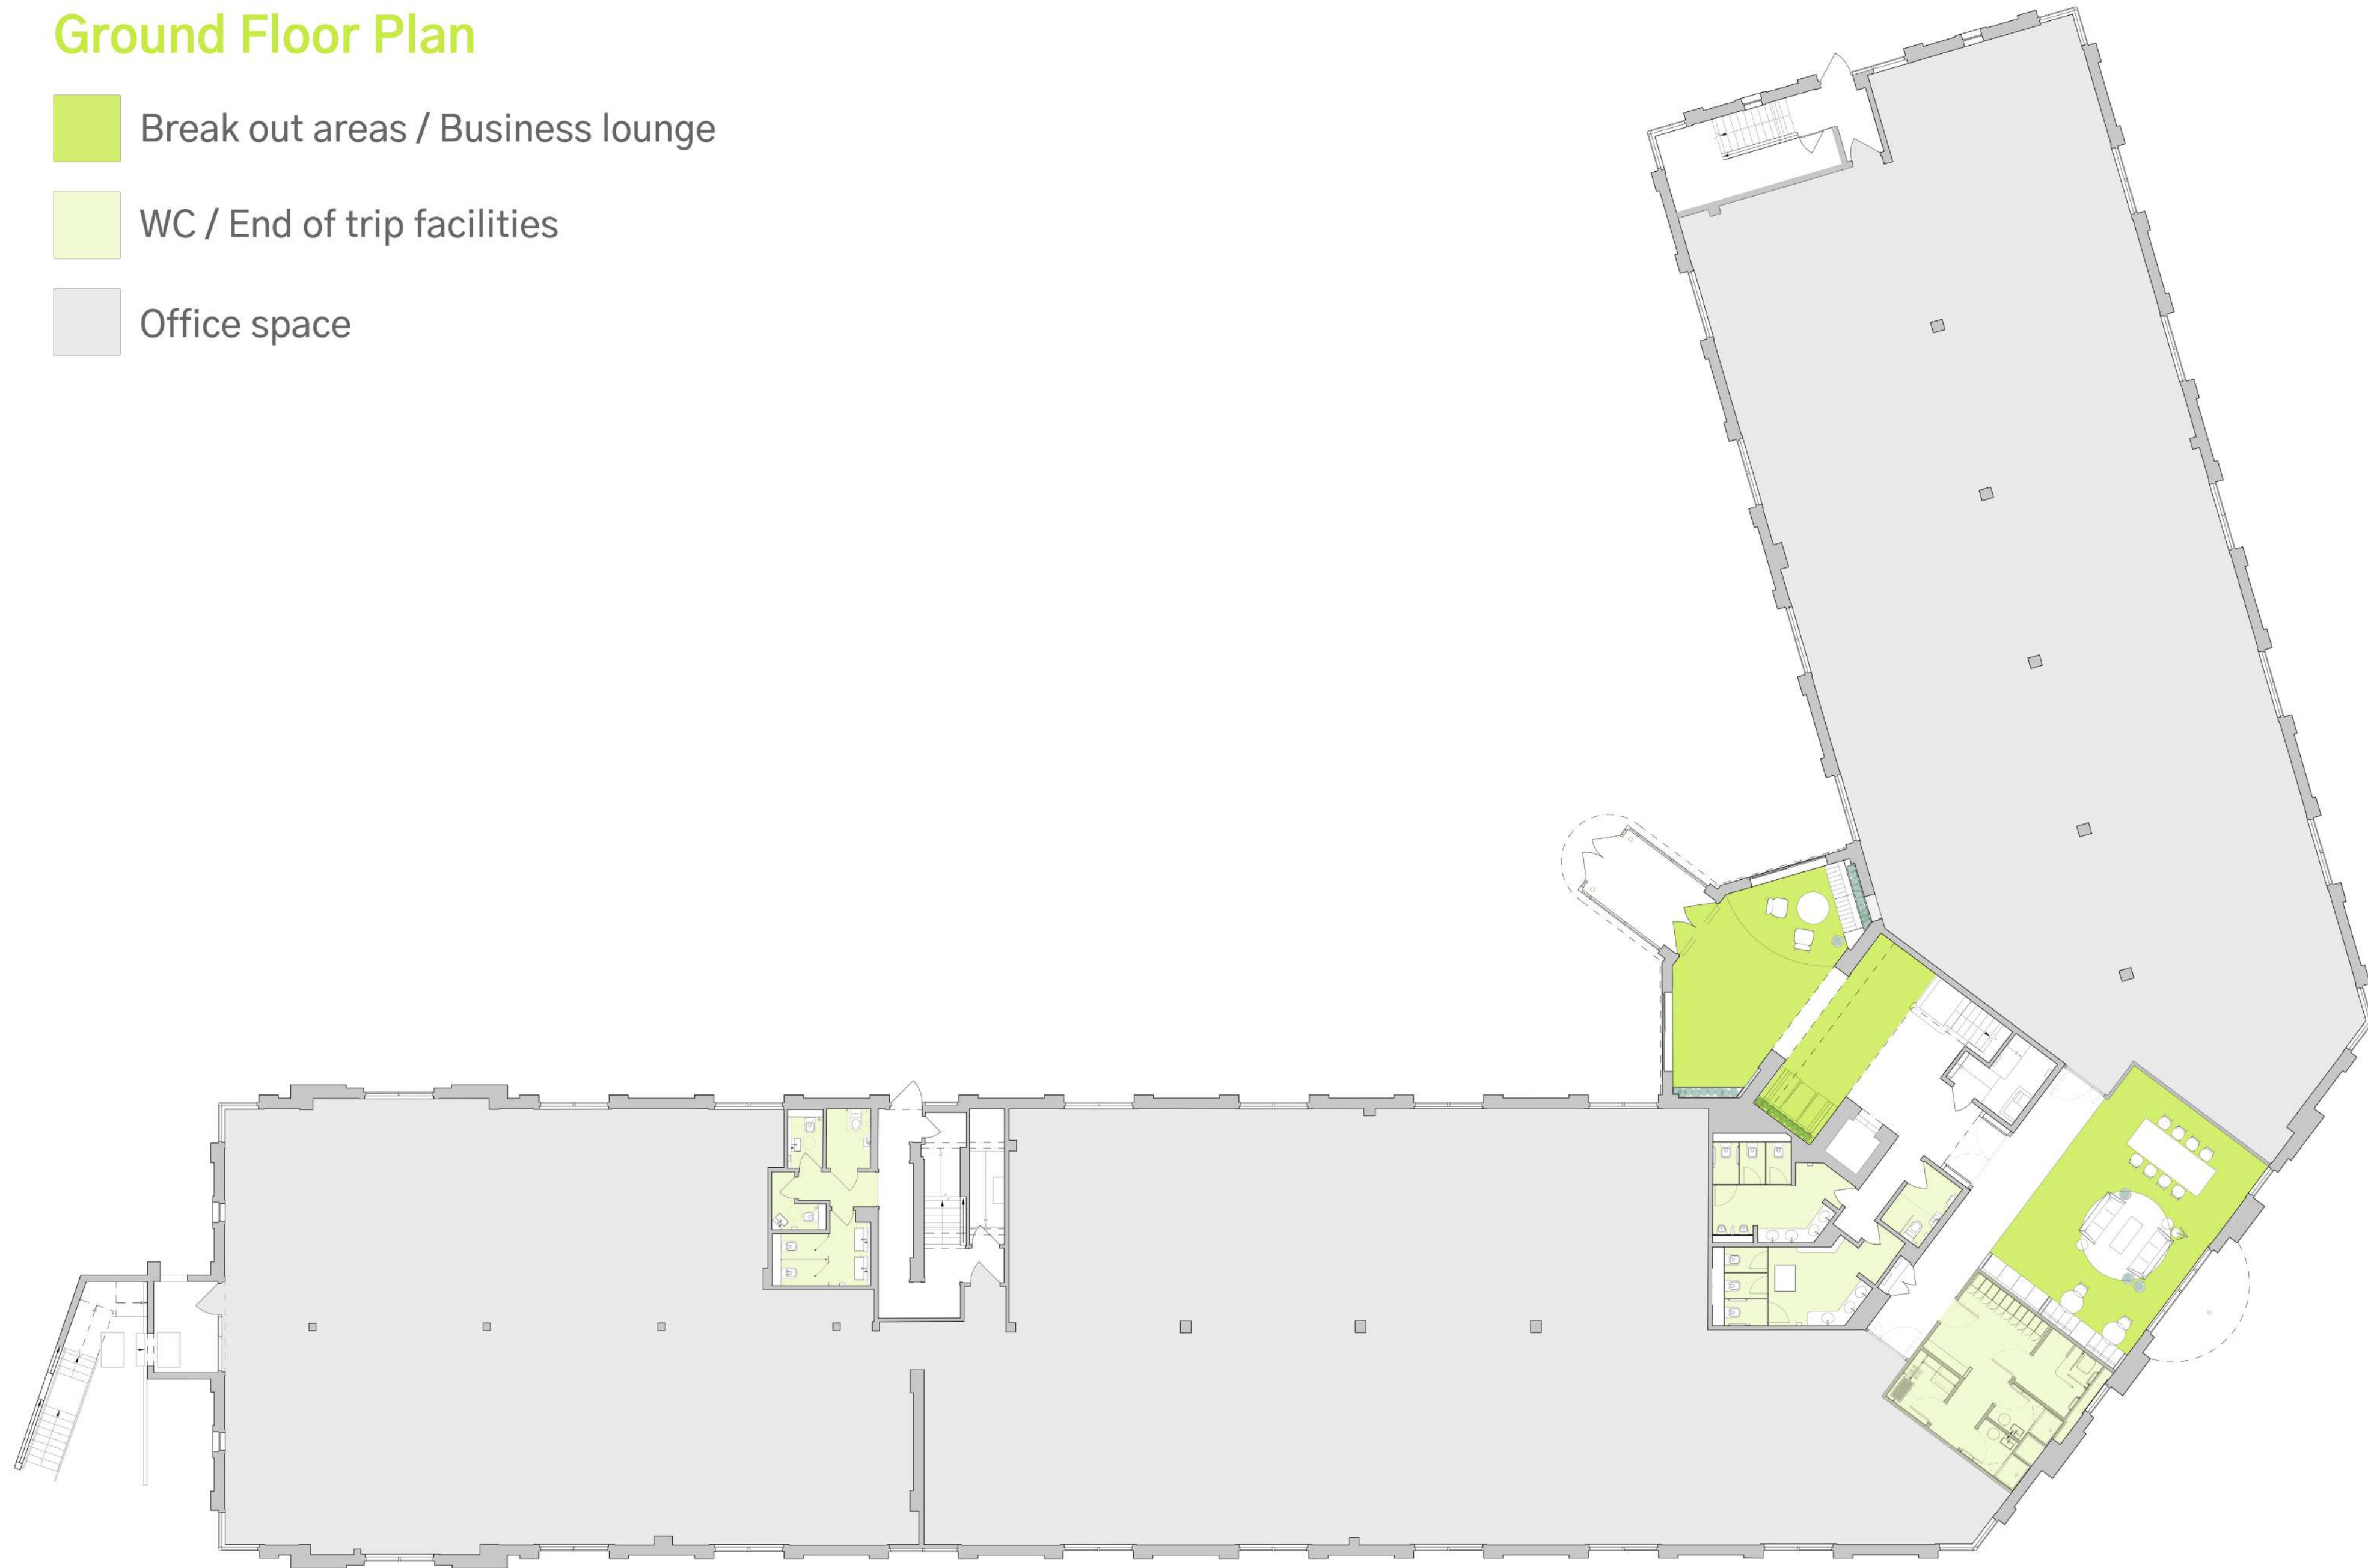 Ground Floor Plan
Break out areas / Business lounge
WC / End of trip facilities
Office space